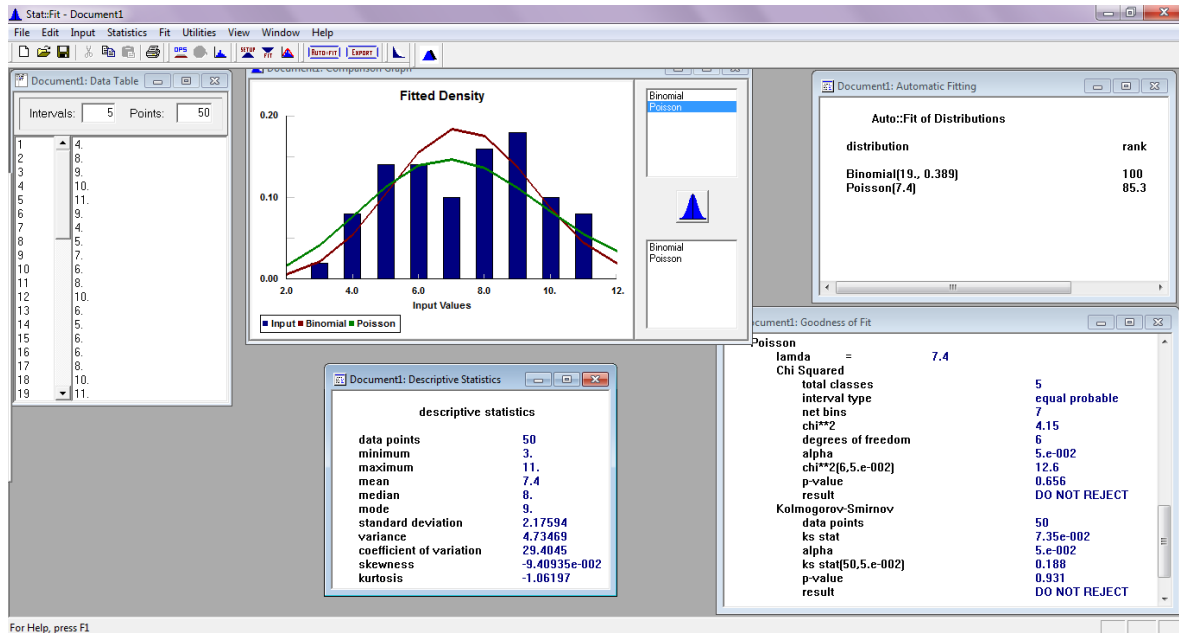 Stat::Fit - Document1
File Edit Input Statistics Fit Utilities View Window Help
DPS SETUP FIT AUTO::FIT EXPORT
Document1: Data Table
Intervals: 5 Points: 50
1 4.
2 8.
3 9.
4 10.
5 11.
6 9.
7 4.
8 5.
9 7.
10 6.
11 8.
12 10.
13 6.
14 5.
15 6.
16 6.
17 8.
18 10.
19 11.
Document1: Comparison Graph
Fitted Density
0.20
0.10
0.00
2.0 4.0 6.0 8.0 10. 12.
Input Values
Input Binomial Poisson
Binomial
Poisson
Binomial
Poisson
Document1: Automatic Fitting
Auto::Fit of Distributions
distribution rank
Binomial(19., 0.389) 100
Poisson(7.4) 85.3
Document1: Descriptive Statistics
descriptive statistics
data points 50
minimum 3.
maximum 11.
mean 7.4
median 8.
mode 9.
standard deviation 2.17594
variance 4.73469
coefficient of variation 29.4045
skewness -9.40935e-002
kurtosis -1.06197
ocument1: Goodness of Fit
Poisson
lamda = 7.4
Chi Squared
total classes 5
interval type equal probable
net bins 7
chi**2 4.15
degrees of freedom 6
alpha 5.e-002
chi**2(6,5.e-002) 12.6
p-value 0.656
result DO NOT REJECT
Kolmogorov-Smirnov
data points 50
ks stat 7.35e-002
alpha 5.e-002
ks stat(50,5.e-002) 0.188
p-value 0.931
result DO NOT REJECT
For Help, press F1